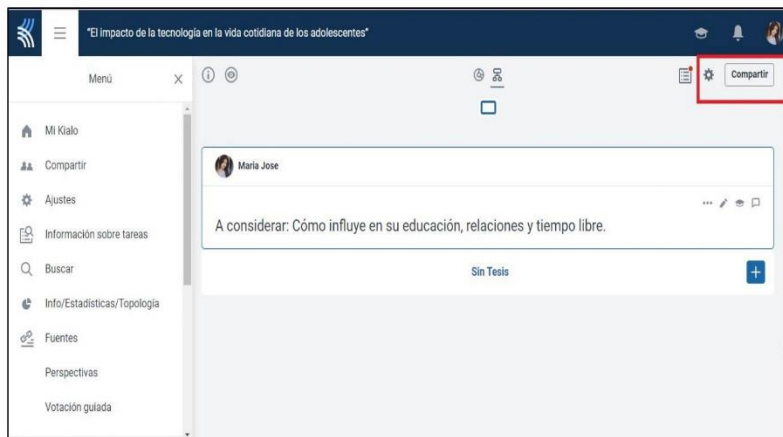 "El impacto de la tecnología en la vida cotidiana de los adolescentes"
Menú
Compartir
Mi Kialo
Compartir
Ajustes
Información sobre tareas
Buscar
Info/Estadísticas/Topología
Fuentes
Perspectivas
Votación guiada
Maria Jose
A considerar: Cómo influye en su educación, relaciones y tiempo libre.
Sin Tesis